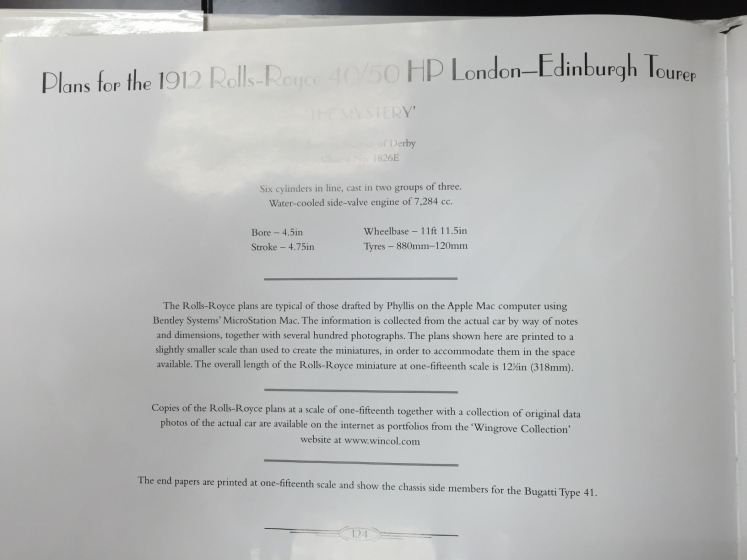 Plans for the 1912 Rolls-Royce 40/50 HP London–Edinburgh Tourer
'MYSTERY'
of Derby
1826E
Six cylinders in line, cast in two groups of three.
Water-cooled side-valve engine of 7,284 cc.
Bore – 4.5in Wheelbase – 11ft 11.5in
Stroke – 4.75in Tyres – 880mm–120mm
The Rolls-Royce plans are typical of those drafted by Phyllis on the Apple Mac computer using
Bentley Systems' MicroStation Mac. The information is collected from the actual car by way of notes
and dimensions, together with several hundred photographs. The plans shown here are printed to a
slightly smaller scale than used to create the miniatures, in order to accommodate them in the space
available. The overall length of the Rolls-Royce miniature at one-fifteenth scale is 12½in (318mm).
Copies of the Rolls-Royce plans at a scale of one-fifteenth together with a collection of original data
photos of the actual car are available on the internet as portfolios from the 'Wingrove Collection'
website at www.wincol.com
The end papers are printed at one-fifteenth scale and show the chassis side members for the Bugatti Type 41.
124